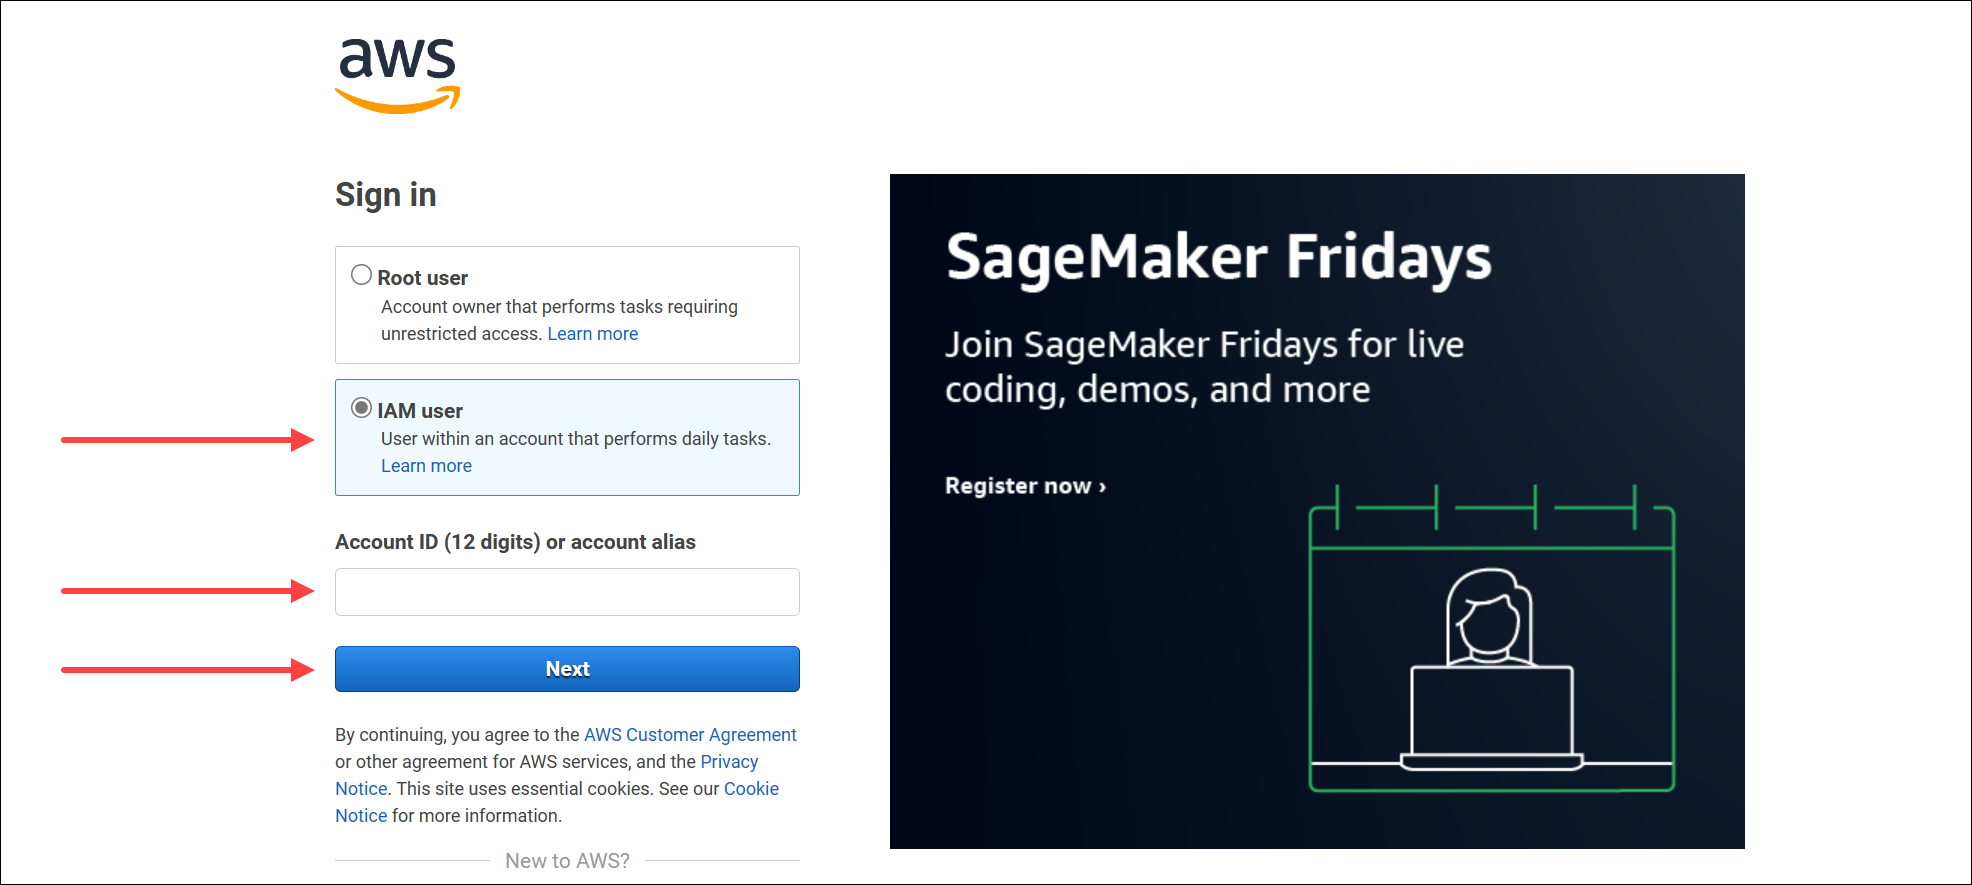 aws
Sign in
Root user
Account owner that performs tasks requiring
unrestricted access. Learn more
IAM user
User within an account that performs daily tasks.
Learn more
Account ID (12 digits) or account alias
Next
By continuing, you agree to the AWS Customer Agreement
or other agreement for AWS services, and the Privacy
Notice. This site uses essential cookies. See our Cookie
Notice for more information.
New to AWS?
SageMaker Fridays
Join SageMaker Fridays for live
coding, demos, and more
Register now ›